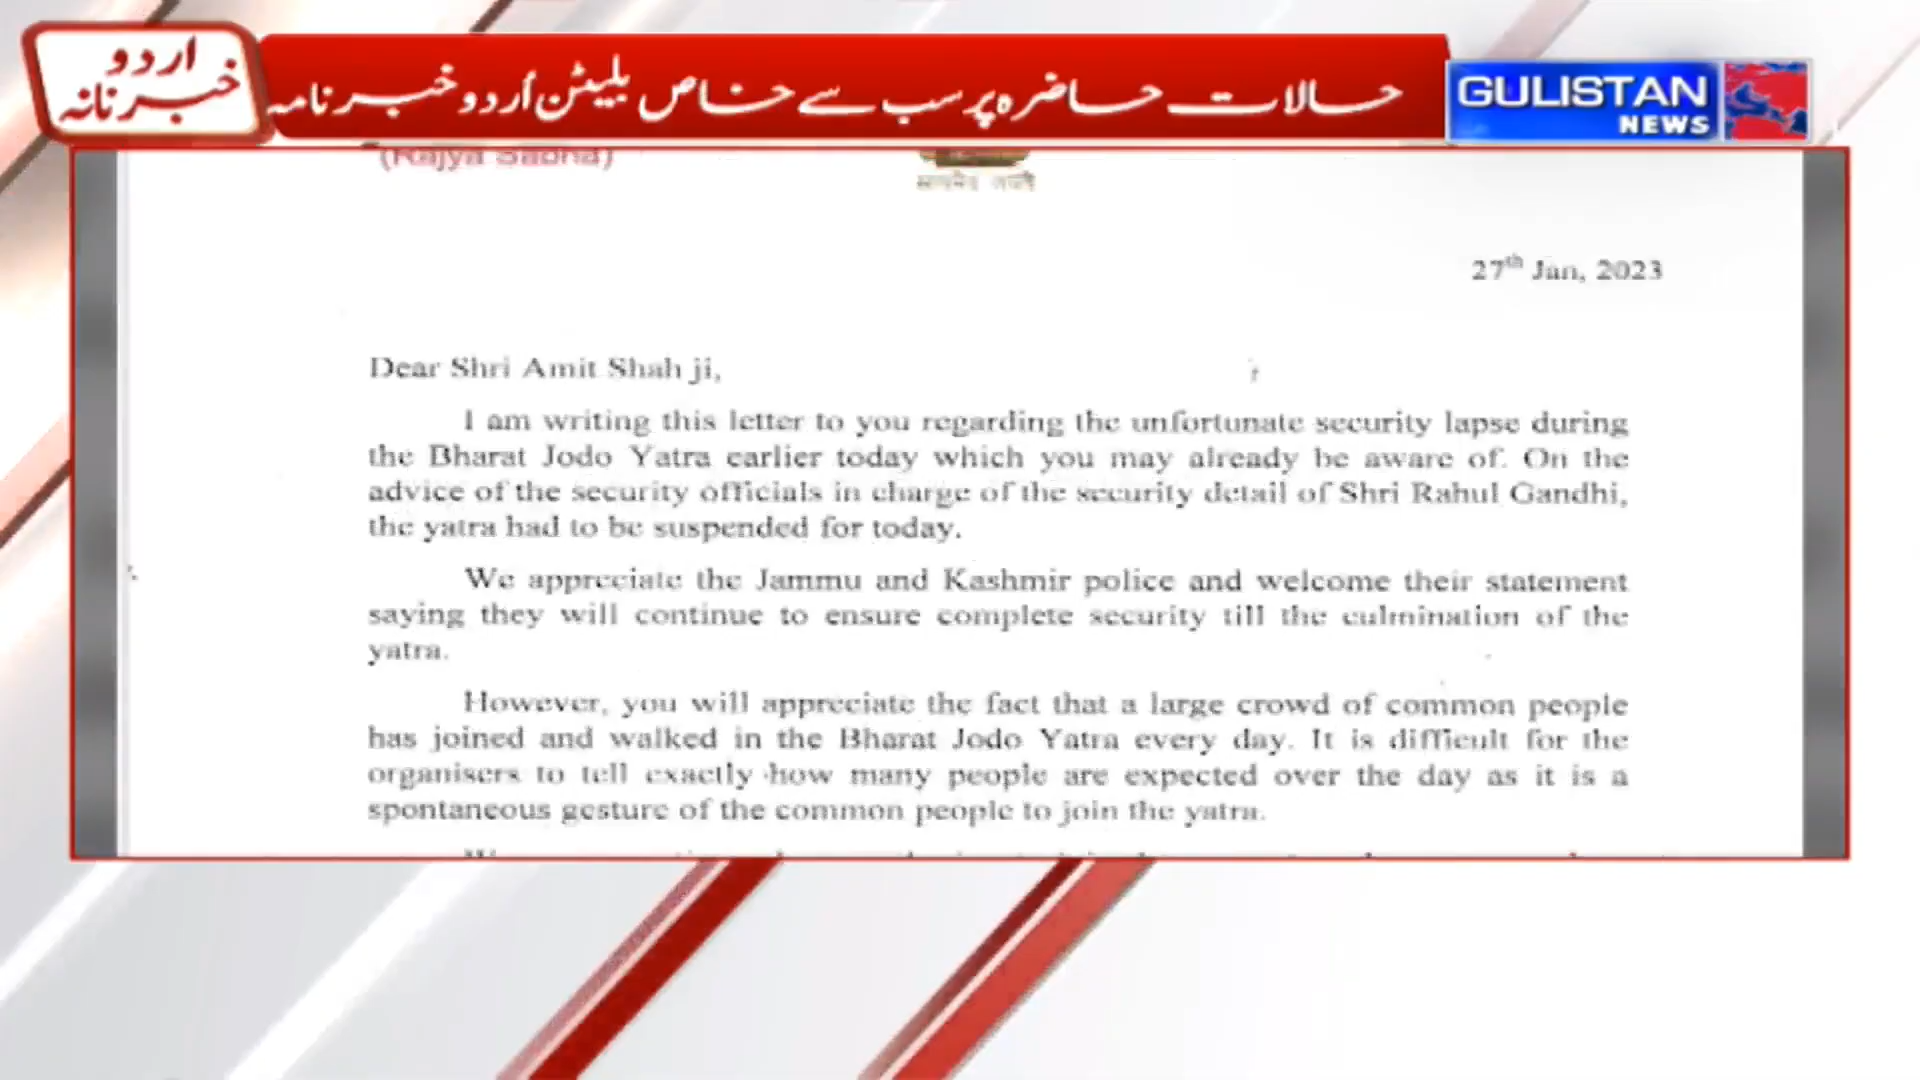 اردو
خبرنانہ
حالات حاضرہ پر سب سے خاص بلیٹن اُردو خبرنامہ
GULISTAN
NEWS
(Rajya Sabha)
27th Jan, 2023
Dear Shri Amit Shah ji,
I am writing this letter to you regarding the unfortunate security lapse during
the Bharat Jodo Yatra earlier today which you may already be aware of. On the
advice of the security officials in charge of the security detail of Shri Rahul Gandhi,
the yatra had to be suspended for today.
We appreciate the Jammu and Kashmir police and welcome their statement
saying they will continue to ensure complete security till the culmination of the
yatra.
However, you will appreciate the fact that a large crowd of common people
has joined and walked in the Bharat Jodo Yatra every day. It is difficult for the
organisers to tell exactly how many people are expected over the day as it is a
spontaneous gesture of the common people to join the yatra.